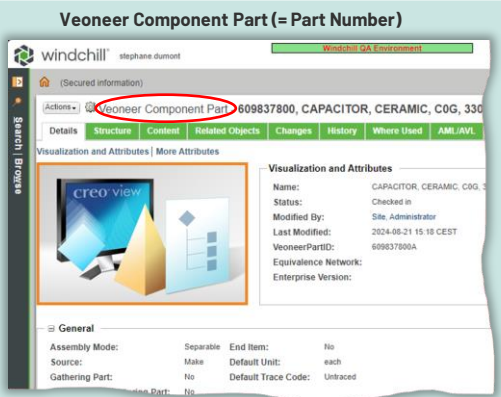 Veoneer Component Part (= Part Number)
windchill® stephane.dumont
Windchill QA Environment
(Secured information)
Actions Veoneer Component Part 609837800, CAPACITOR, CERAMIC, C0G, 330
Details Structure Content Related Objects Changes History Where Used AML/AVL
Search | Browse
Visualization and Attributes | More Attributes
creo view
Visualization and Attributes
Name: CAPACITOR, CERAMIC, C0G, 3
Status: Checked in
Modified By: Site, Administrator
Last Modified: 2024-08-21 15:18 CEST
VeoneerPartID: 609837800A
Equivalence Network:
Enterprise Version:
General
Assembly Mode: Separable End Item: No
Source: Make Default Unit: each
Gathering Part: No Default Trace Code: Untraced
Part: No